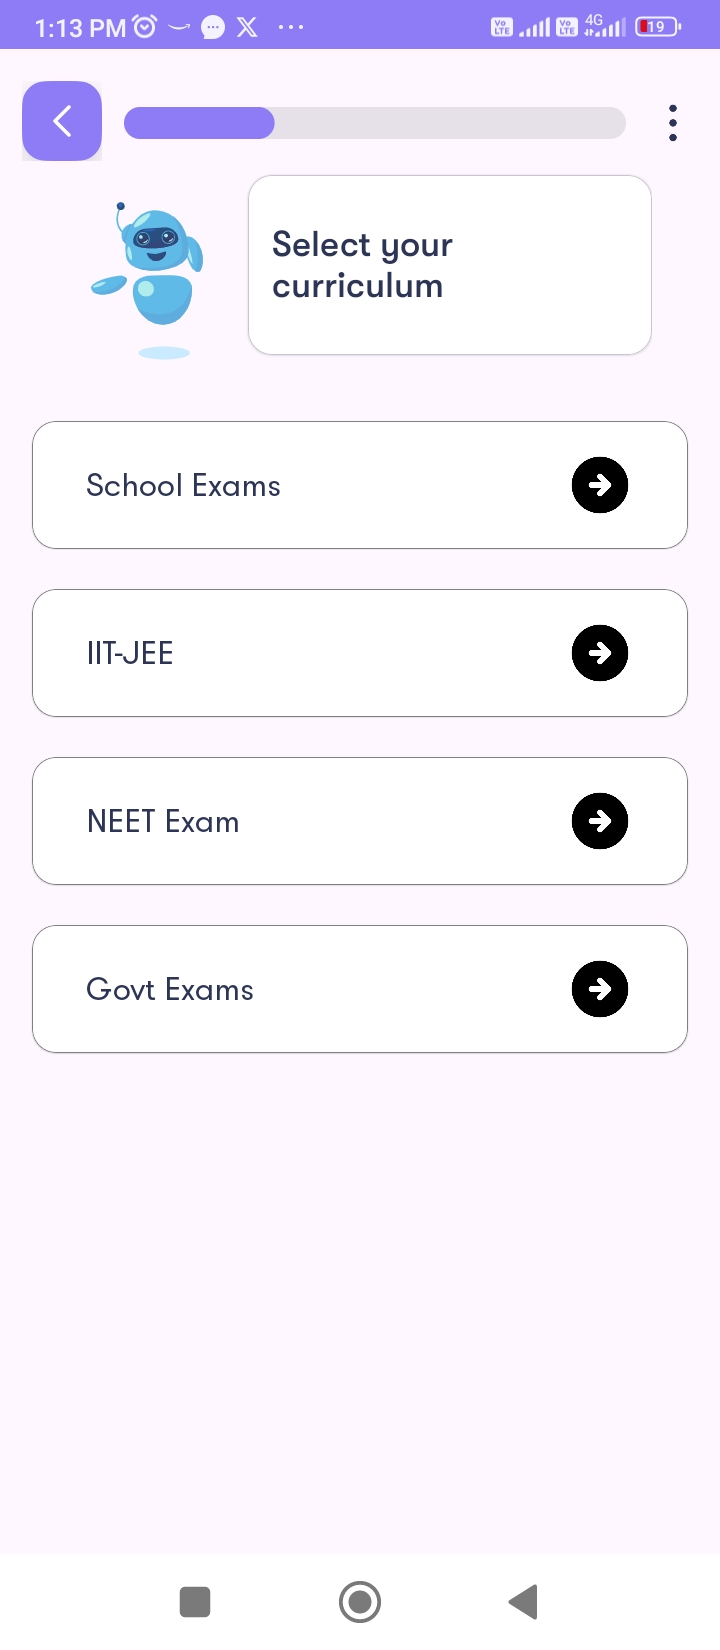 1:13 PM
Vo LTE Vo LTE 4G 19
Select your
curriculum
School Exams
IIT-JEE
NEET Exam
Govt Exams